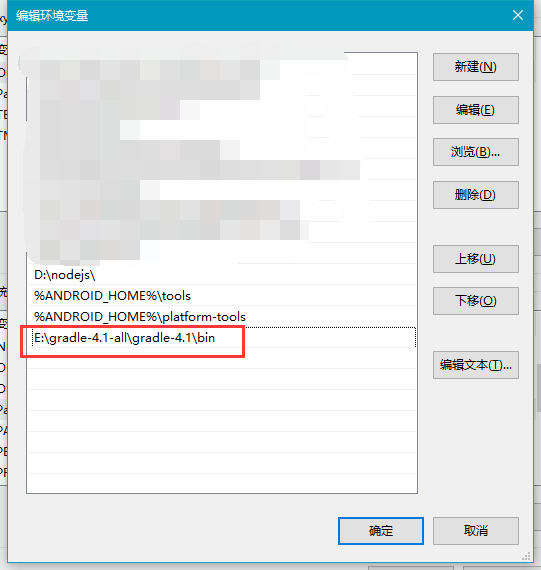 编辑环境变量
新建(N)
编辑(E)
浏览(B)...
删除(D)
D:\nodejs\
上移(U)
%ANDROID_HOME%\tools
%ANDROID_HOME%\platform-tools
下移(O)
E:\gradle-4.1-all\gradle-4.1\bin
编辑文本(T)...
确定
取消